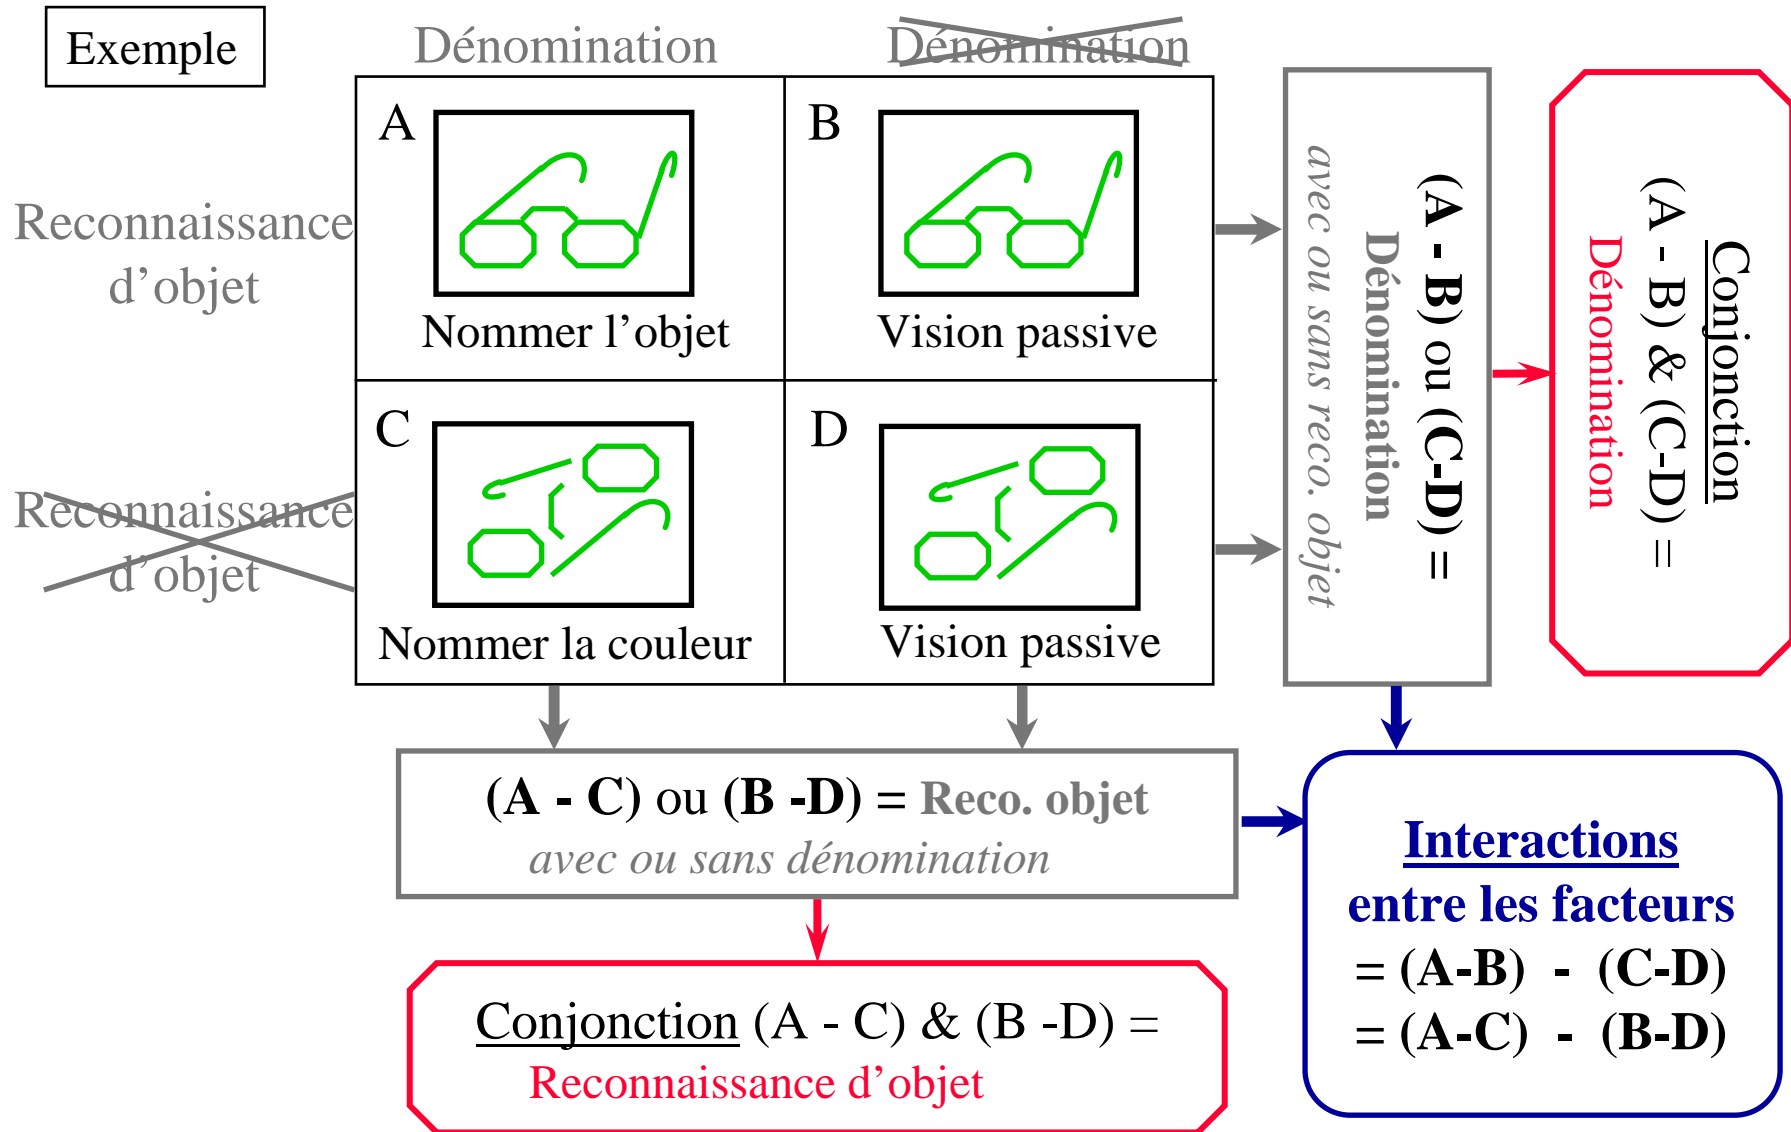 Exemple
Dénomination
Dénomination
Reconnaissance
d’objet
A
Nommer l’objet
B
Vision passive
Reconnaissance
d’objet
C
Nommer la couleur
D
Vision passive
(A - B) ou (C-D) =
Dénomination
avec ou sans reco. objet
Conjonction
(A - B) & (C-D) =
Dénomination
(A - C) ou (B -D) = Reco. objet
avec ou sans dénomination
Conjonction (A - C) & (B -D) =
Reconnaissance d’objet
Interactions
entre les facteurs
= (A-B) - (C-D)
= (A-C) - (B-D)